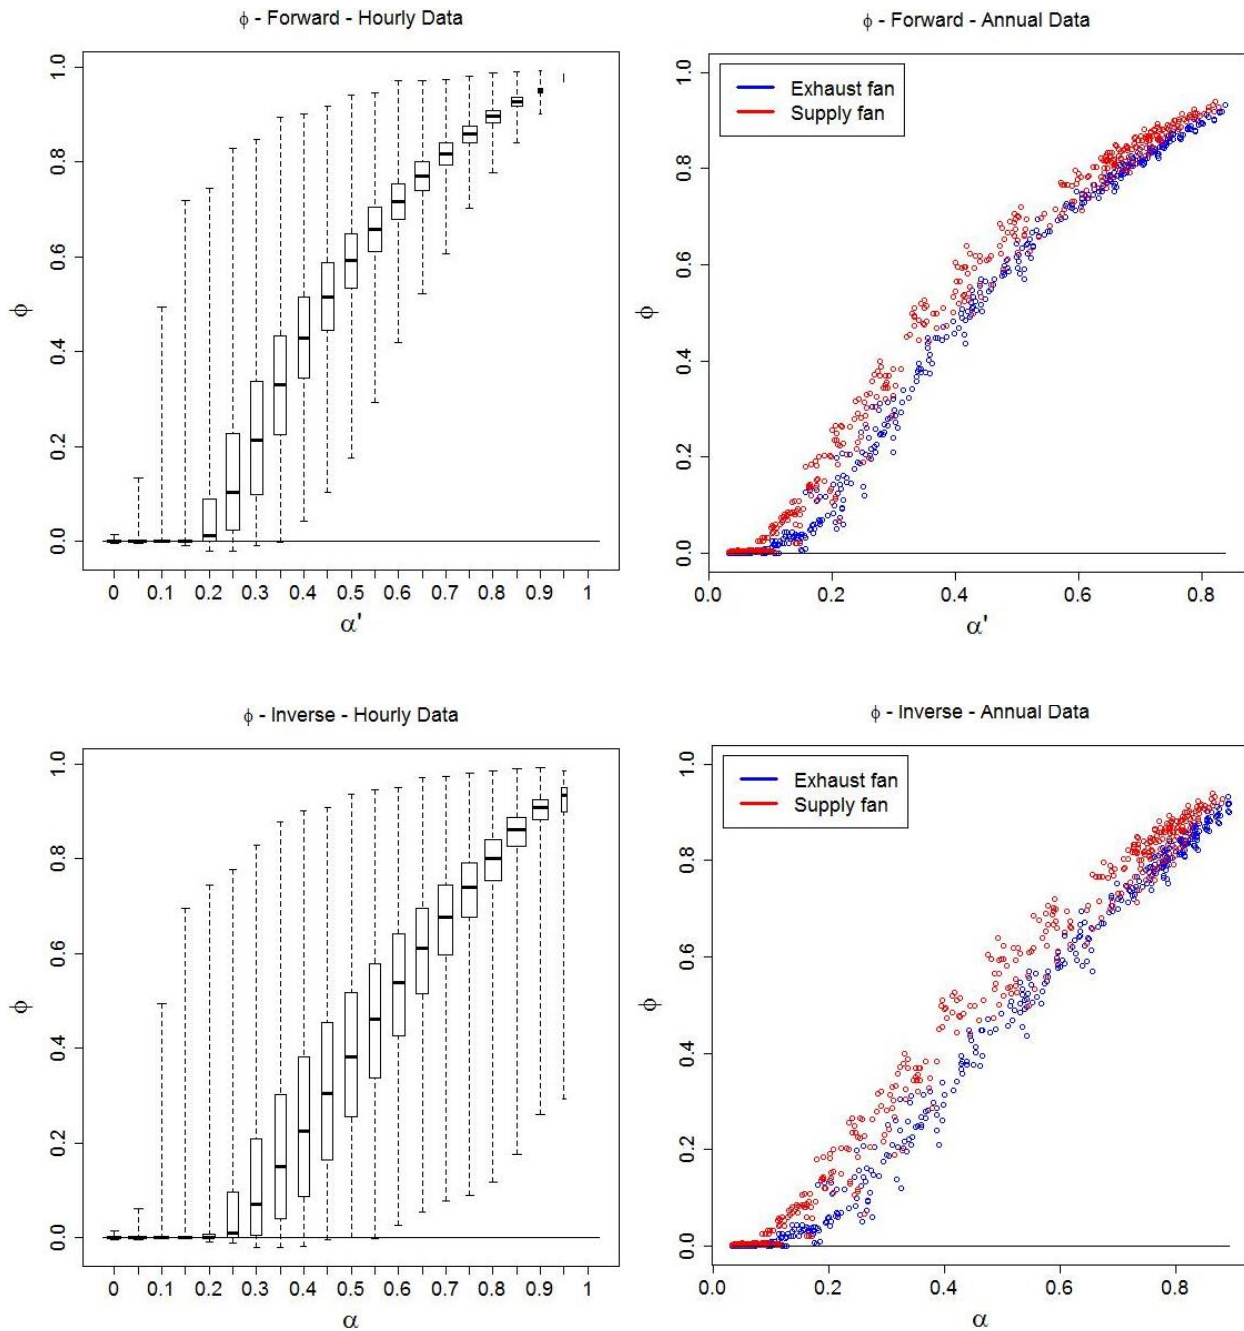 ϕ - Forward - Hourly Data
ϕ
0.0 0.2 0.4 0.6 0.8 1.0
0 0.1 0.2 0.3 0.4 0.5 0.6 0.7 0.8 0.9 1
α'
ϕ - Forward - Annual Data
Exhaust fan
Supply fan
ϕ
0.0 0.2 0.4 0.6 0.8 1.0
0.0 0.2 0.4 0.6 0.8
α'
ϕ - Inverse - Hourly Data
ϕ
0.0 0.2 0.4 0.6 0.8 1.0
0 0.1 0.2 0.3 0.4 0.5 0.6 0.7 0.8 0.9 1
α
ϕ - Inverse - Annual Data
Exhaust fan
Supply fan
ϕ
0.0 0.2 0.4 0.6 0.8 1.0
0.0 0.2 0.4 0.6 0.8
α